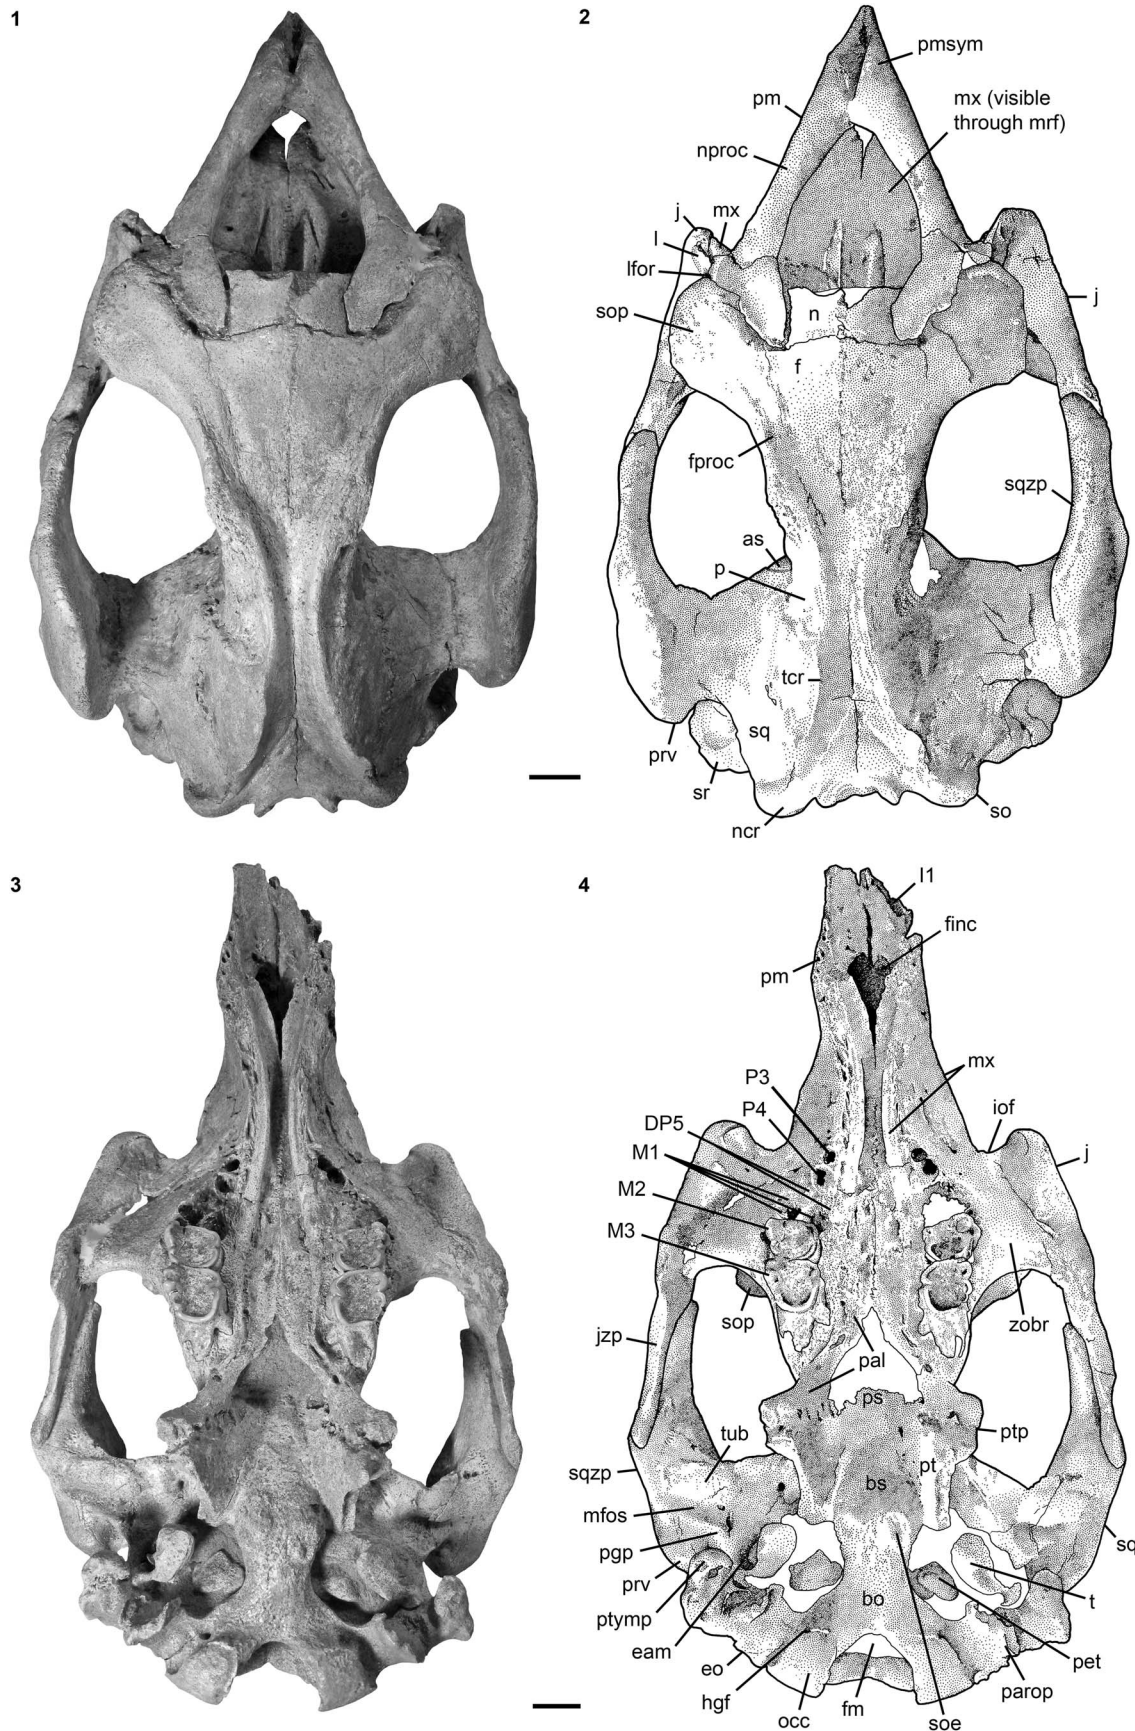 1
2
pmsym
pm
mx (visible
through mrf)
nproc
j
mx
l
lfor
sop
j
n
f
fproc
sqzp
as
p
tcr
sq
prv
sr
so
ncr
3
4
I1
finc
pm
P3
mx
P4
iof
DP5
j
M1
M2
M3
sop
zobr
jzp
pal
ps
tub
ptp
pt
sqzp
bs
mfos
sq
pgp
prv
t
ptymp
bo
eam
pet
eo
parop
hgf
fm
occ
soe